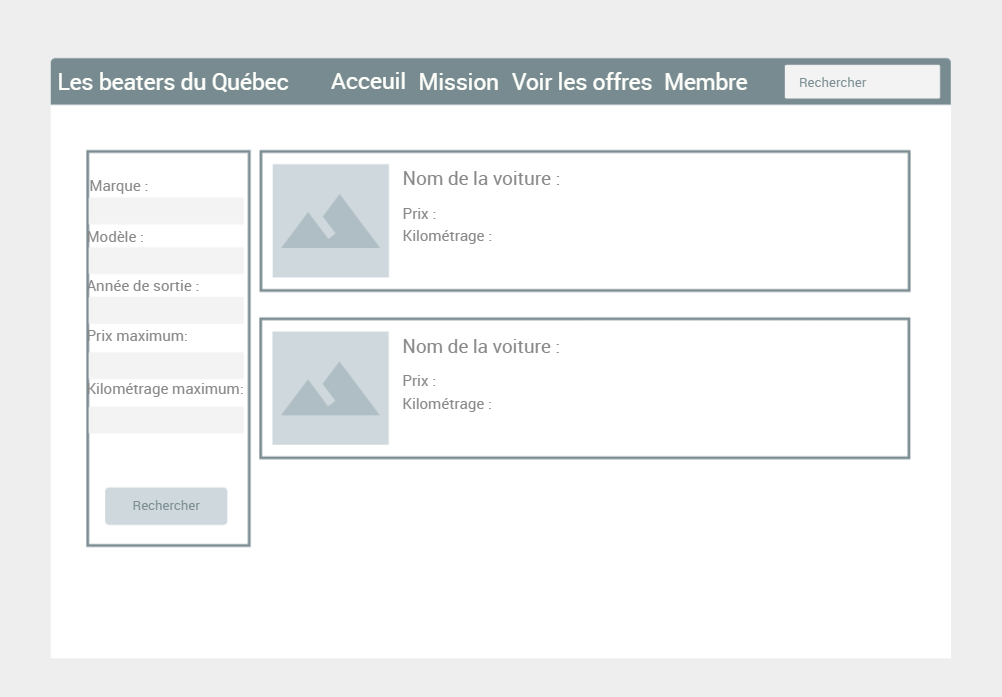 Les beaters du Québec Acceuil Mission Voir les offres Membre Rechercher
Marque :
Modèle :
Année de sortie :
Prix maximum:
Kilométrage maximum:
Rechercher
Nom de la voiture :
Prix :
Kilométrage :
Nom de la voiture :
Prix :
Kilométrage :